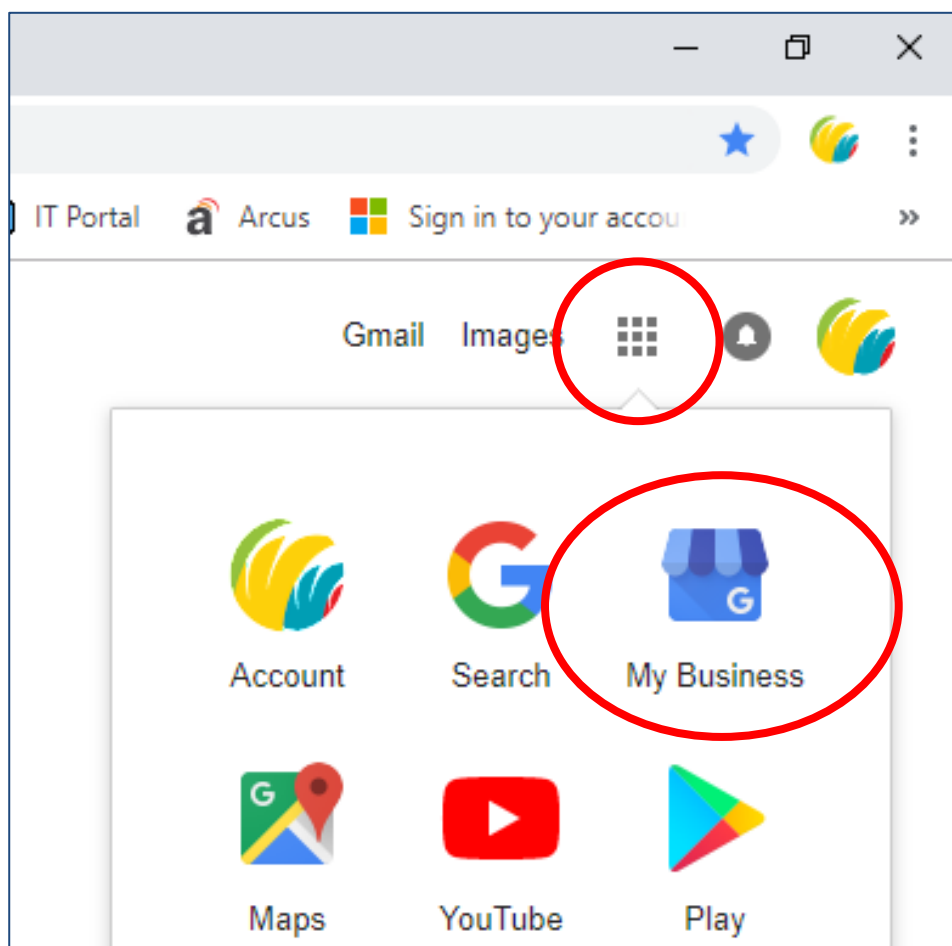 IT Portal a Arcus Sign in to your accou »
Gmail Images
G G
Account Search My Business
G
Maps YouTube Play